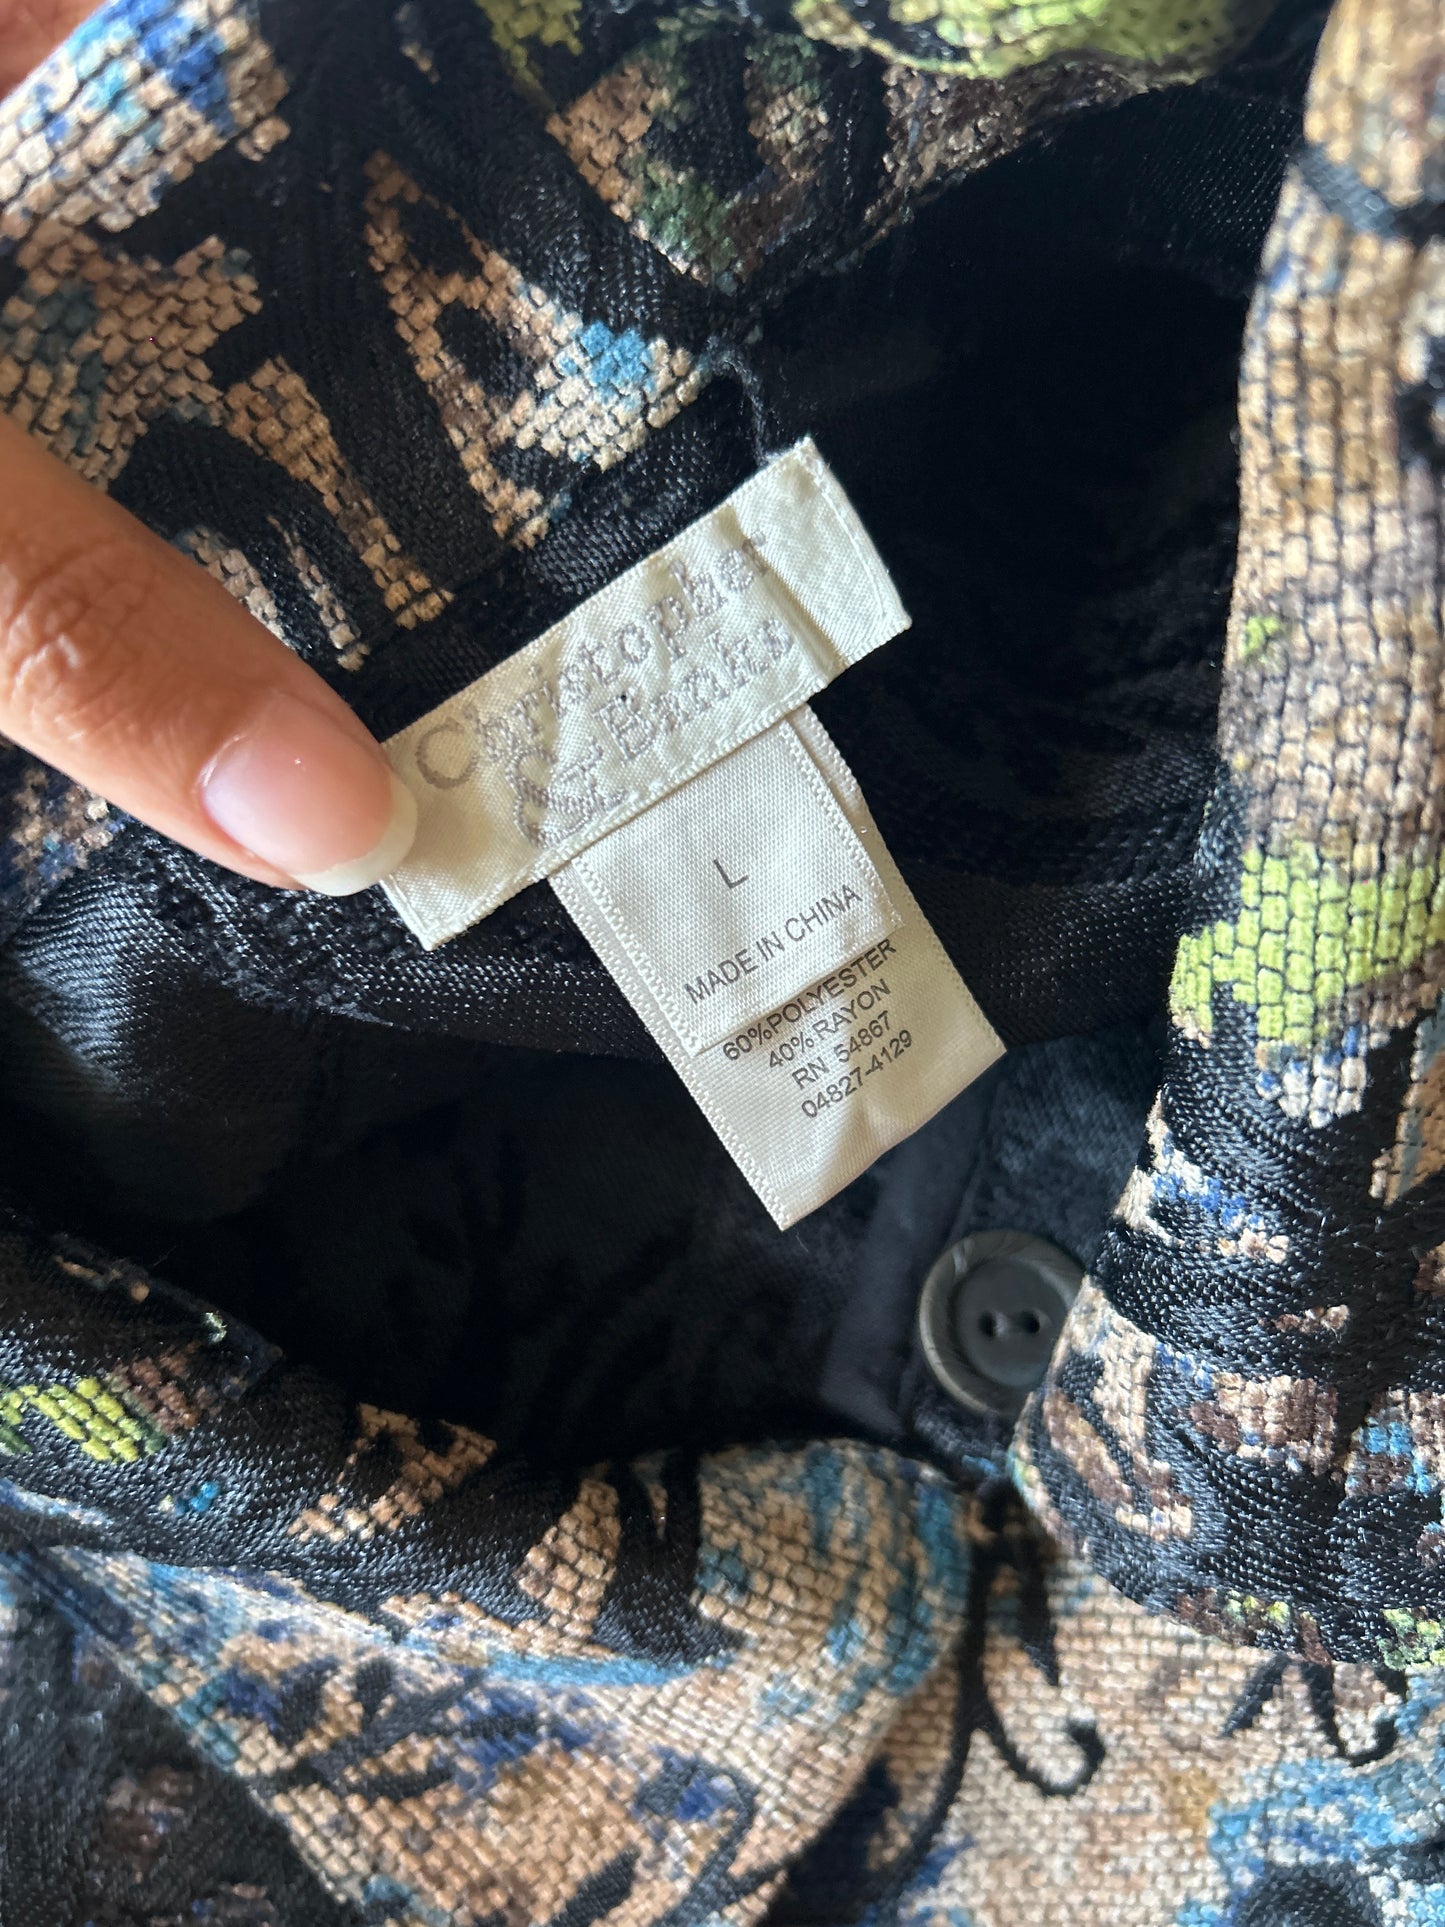 Christopher
& Banks
L
MADE IN CHINA
60%POLYESTER
40% RAYON
RN 54867
04827-4129